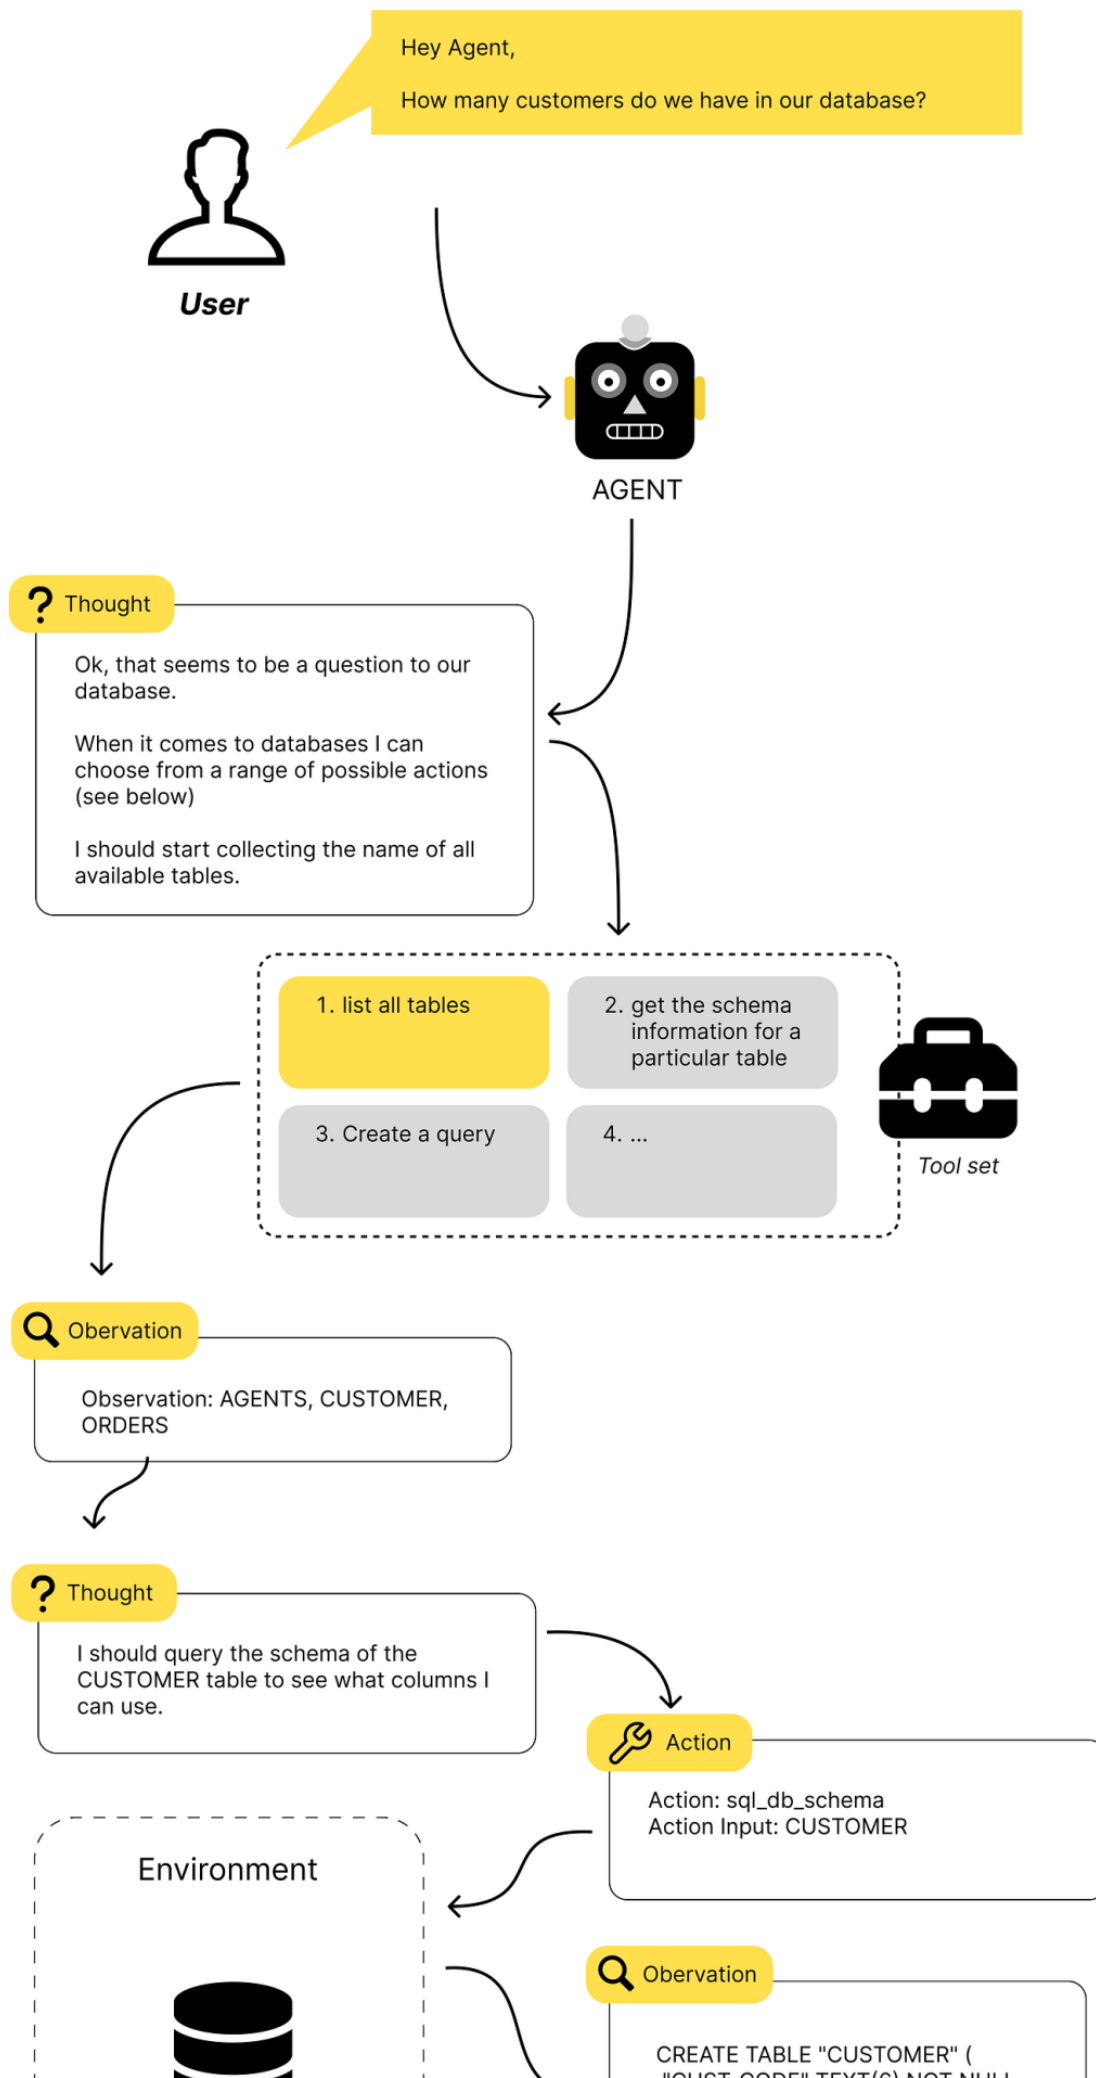 Hey Agent,
How many customers do we have in our database?
User
AGENT
Thought
Ok, that seems to be a question to our
database.
When it comes to databases I can
choose from a range of possible actions
(see below)
I should start collecting the name of all
available tables.
1. list all tables
2. get the schema
information for a
particular table
3. Create a query
4. ...
Tool set
Obervation
Observation: AGENTS, CUSTOMER,
ORDERS
Thought
I should query the schema of the
CUSTOMER table to see what columns I
can use.
Action
Action: sql_db_schema
Action Input: CUSTOMER
Environment
Obervation
CREATE TABLE "CUSTOMER" (
"CUST_CODE" TEXT(6) NOT NULL